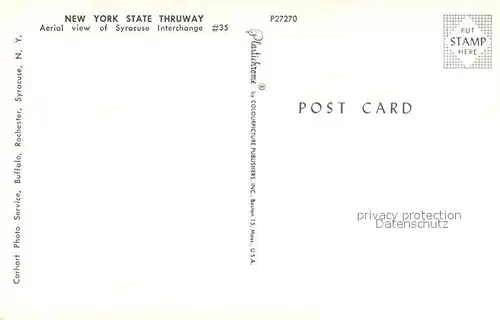 NEW YORK STATE THRUWAY
Aerial view of Syracuse Interchange #35
P27270
PUT
STAMP
HERE
Carhart Photo Service, Buffalo, Rochester, Syracuse, N. Y.
Plastichrome ® by COLOURPICTURE PUBLISHERS, INC., Boston 15, Mass., U.S.A.
POST CARD
privacy protection
Datenschutz